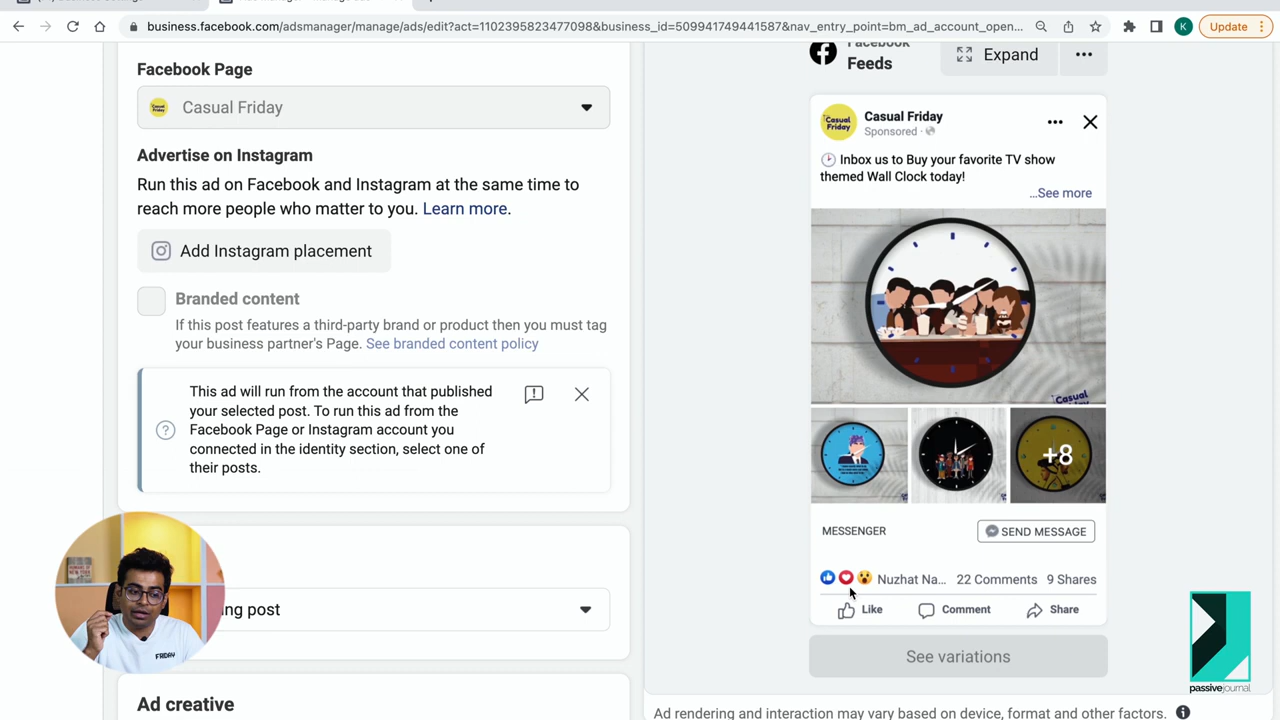 business.facebook.com/adsmanager/manage/ads/edit?act=1102395823477098&business_id=509941749441587&nav_entry_point=bm_ad_account_open...
K
Update
Facebook Page
Casual Friday
Advertise on Instagram
Run this ad on Facebook and Instagram at the same time to
reach more people who matter to you. Learn more.
Add Instagram placement
Branded content
If this post features a third-party brand or product then you must tag
your business partner's Page. See branded content policy
This ad will run from the account that published
your selected post. To run this ad from the
Facebook Page or Instagram account you
connected in the identity section, select one of
their posts.
ng post
FRIDAY
Ad creative
Facebook
Feeds
Expand
Casual Friday
Casual Friday
Sponsored ·
Inbox us to Buy your favorite TV show
themed Wall Clock today!
...See more
Casual
+8
MESSENGER
SEND MESSAGE
Nuzhat Na... 22 Comments 9 Shares
Like
Comment
Share
See variations
passivejournal
Ad rendering and interaction may vary based on device, format and other factors.